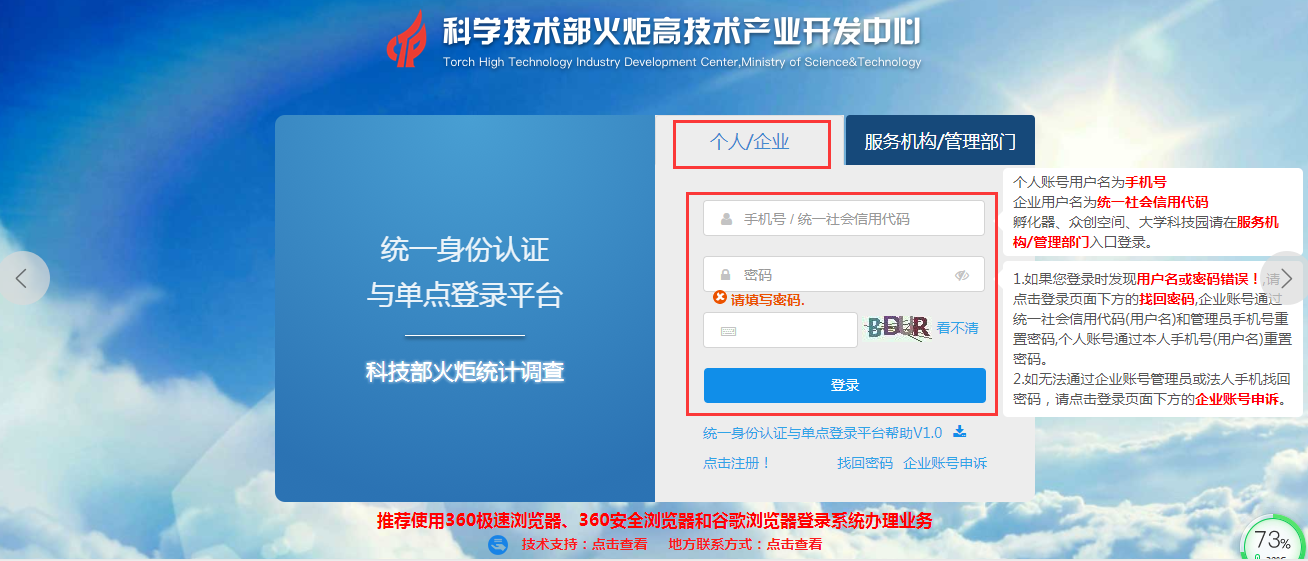 科学技术部火炬高技术产业开发中心
Torch High Technology Industry Development Center,Ministry of Science&Technology
统一身份认证
与单点登录平台
科技部火炬统计调查
个人/企业
服务机构/管理部门
手机号 / 统一社会信用代码
密码
请填写密码.
BDUR
看不清
登录
统一身份认证与单点登录平台帮助V1.0
点击注册！
找回密码
企业账号申诉
个人账号用户名为手机号
企业用户名为统一社会信用代码
孵化器、众创空间、大学科技园请在服务机
构/管理部门入口登录。
1.如果您登录时发现用户名或密码错误！,请
点击登录页面下方的找回密码,企业账号通过
统一社会信用代码(用户名)和管理员手机号重
置密码,个人账号通过本人手机号(用户名)重置
密码。
2.如无法通过企业账号管理员或法人手机找回
密码，请点击登录页面下方的企业账号申诉。
推荐使用360极速浏览器、360安全浏览器和谷歌浏览器登录系统办理业务
技术支持：点击查看
地方联系方式：点击查看
73%